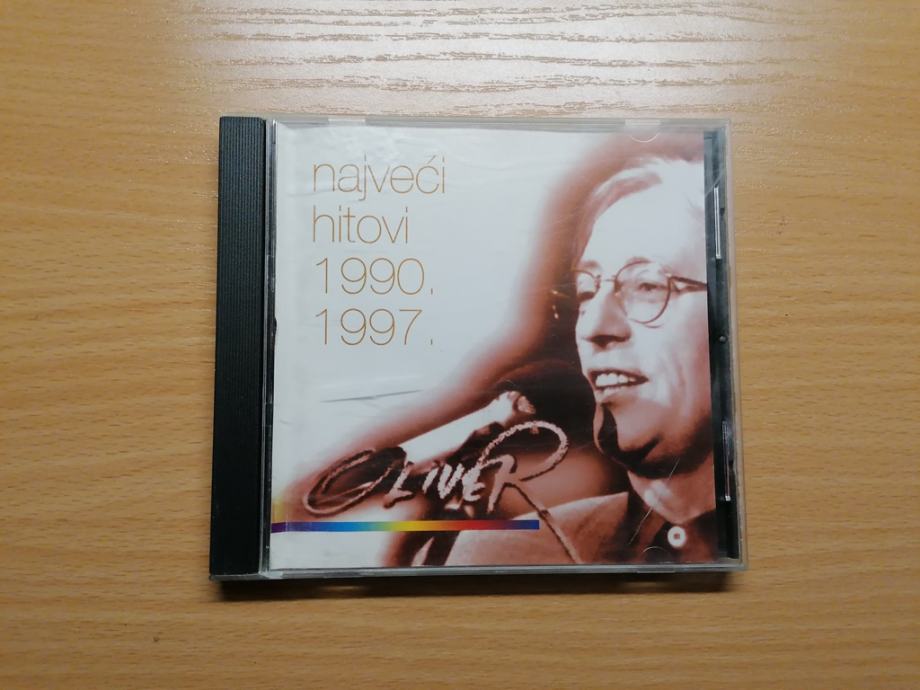 najveći
hitovi
1990.
1997.
OLIVER